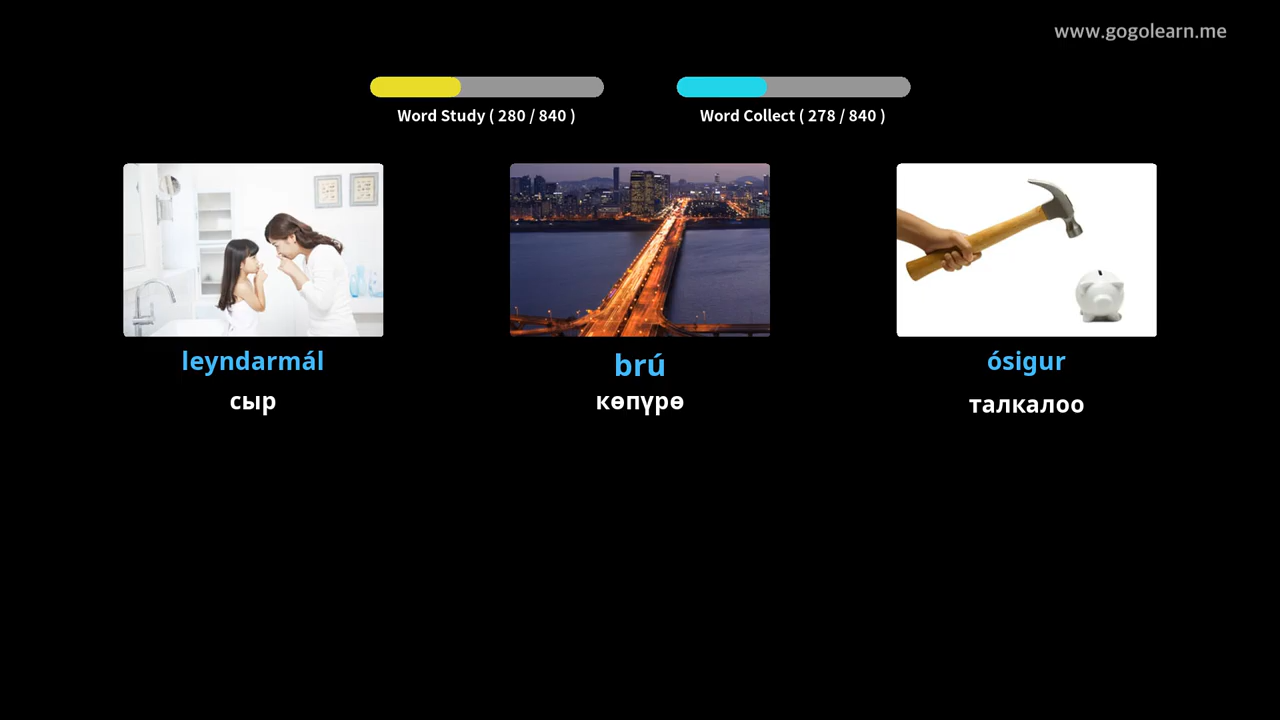 www.gogolearn.me
Word Study ( 280 / 840 )
Word Collect ( 278 / 840 )
leyndarmál
brú
ósigur
сыр
көпүрө
талкалоо